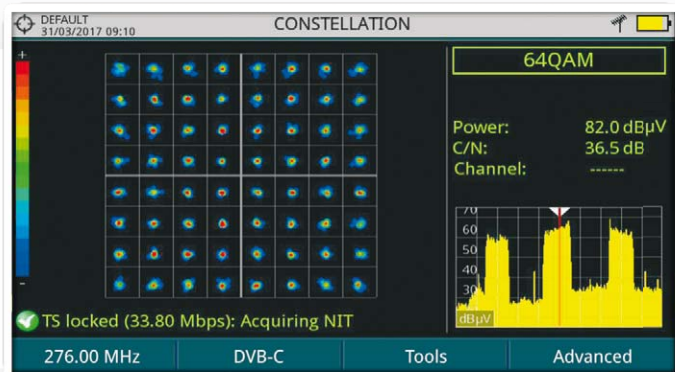 DEFAULT
31/03/2017 09:10
CONSTELLATION
+
-
64QAM
Power: 82.0 dBµV
C/N: 36.5 dB
Channel: ------
70
60
50
40
30
dBµV
TS locked (33.80 Mbps): Acquiring NIT
276.00 MHz
DVB-C
Tools
Advanced